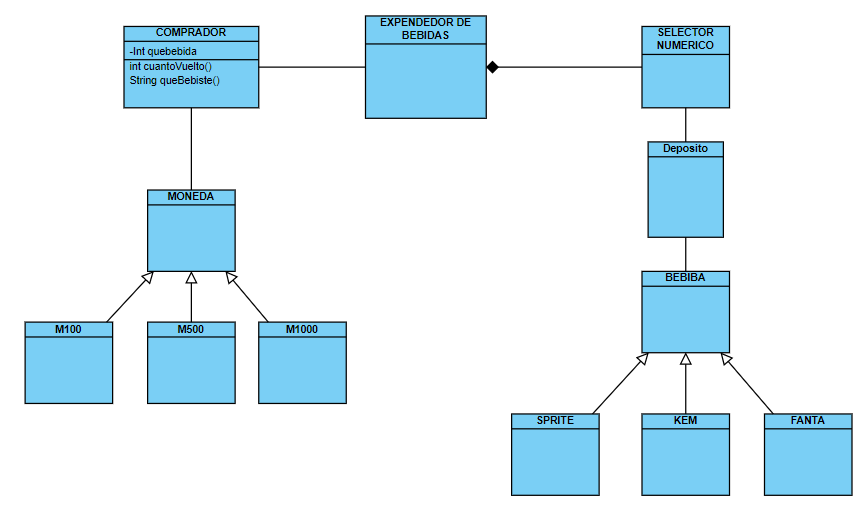 COMPRADOR
-Int quebebida
int cuantoVuelto()
String queBebiste()
EXPENDEDOR DE
BEBIDAS
SELECTOR
NUMERICO
Deposito
MONEDA
BEBIBA
M100
M500
M1000
SPRITE
KEM
FANTA